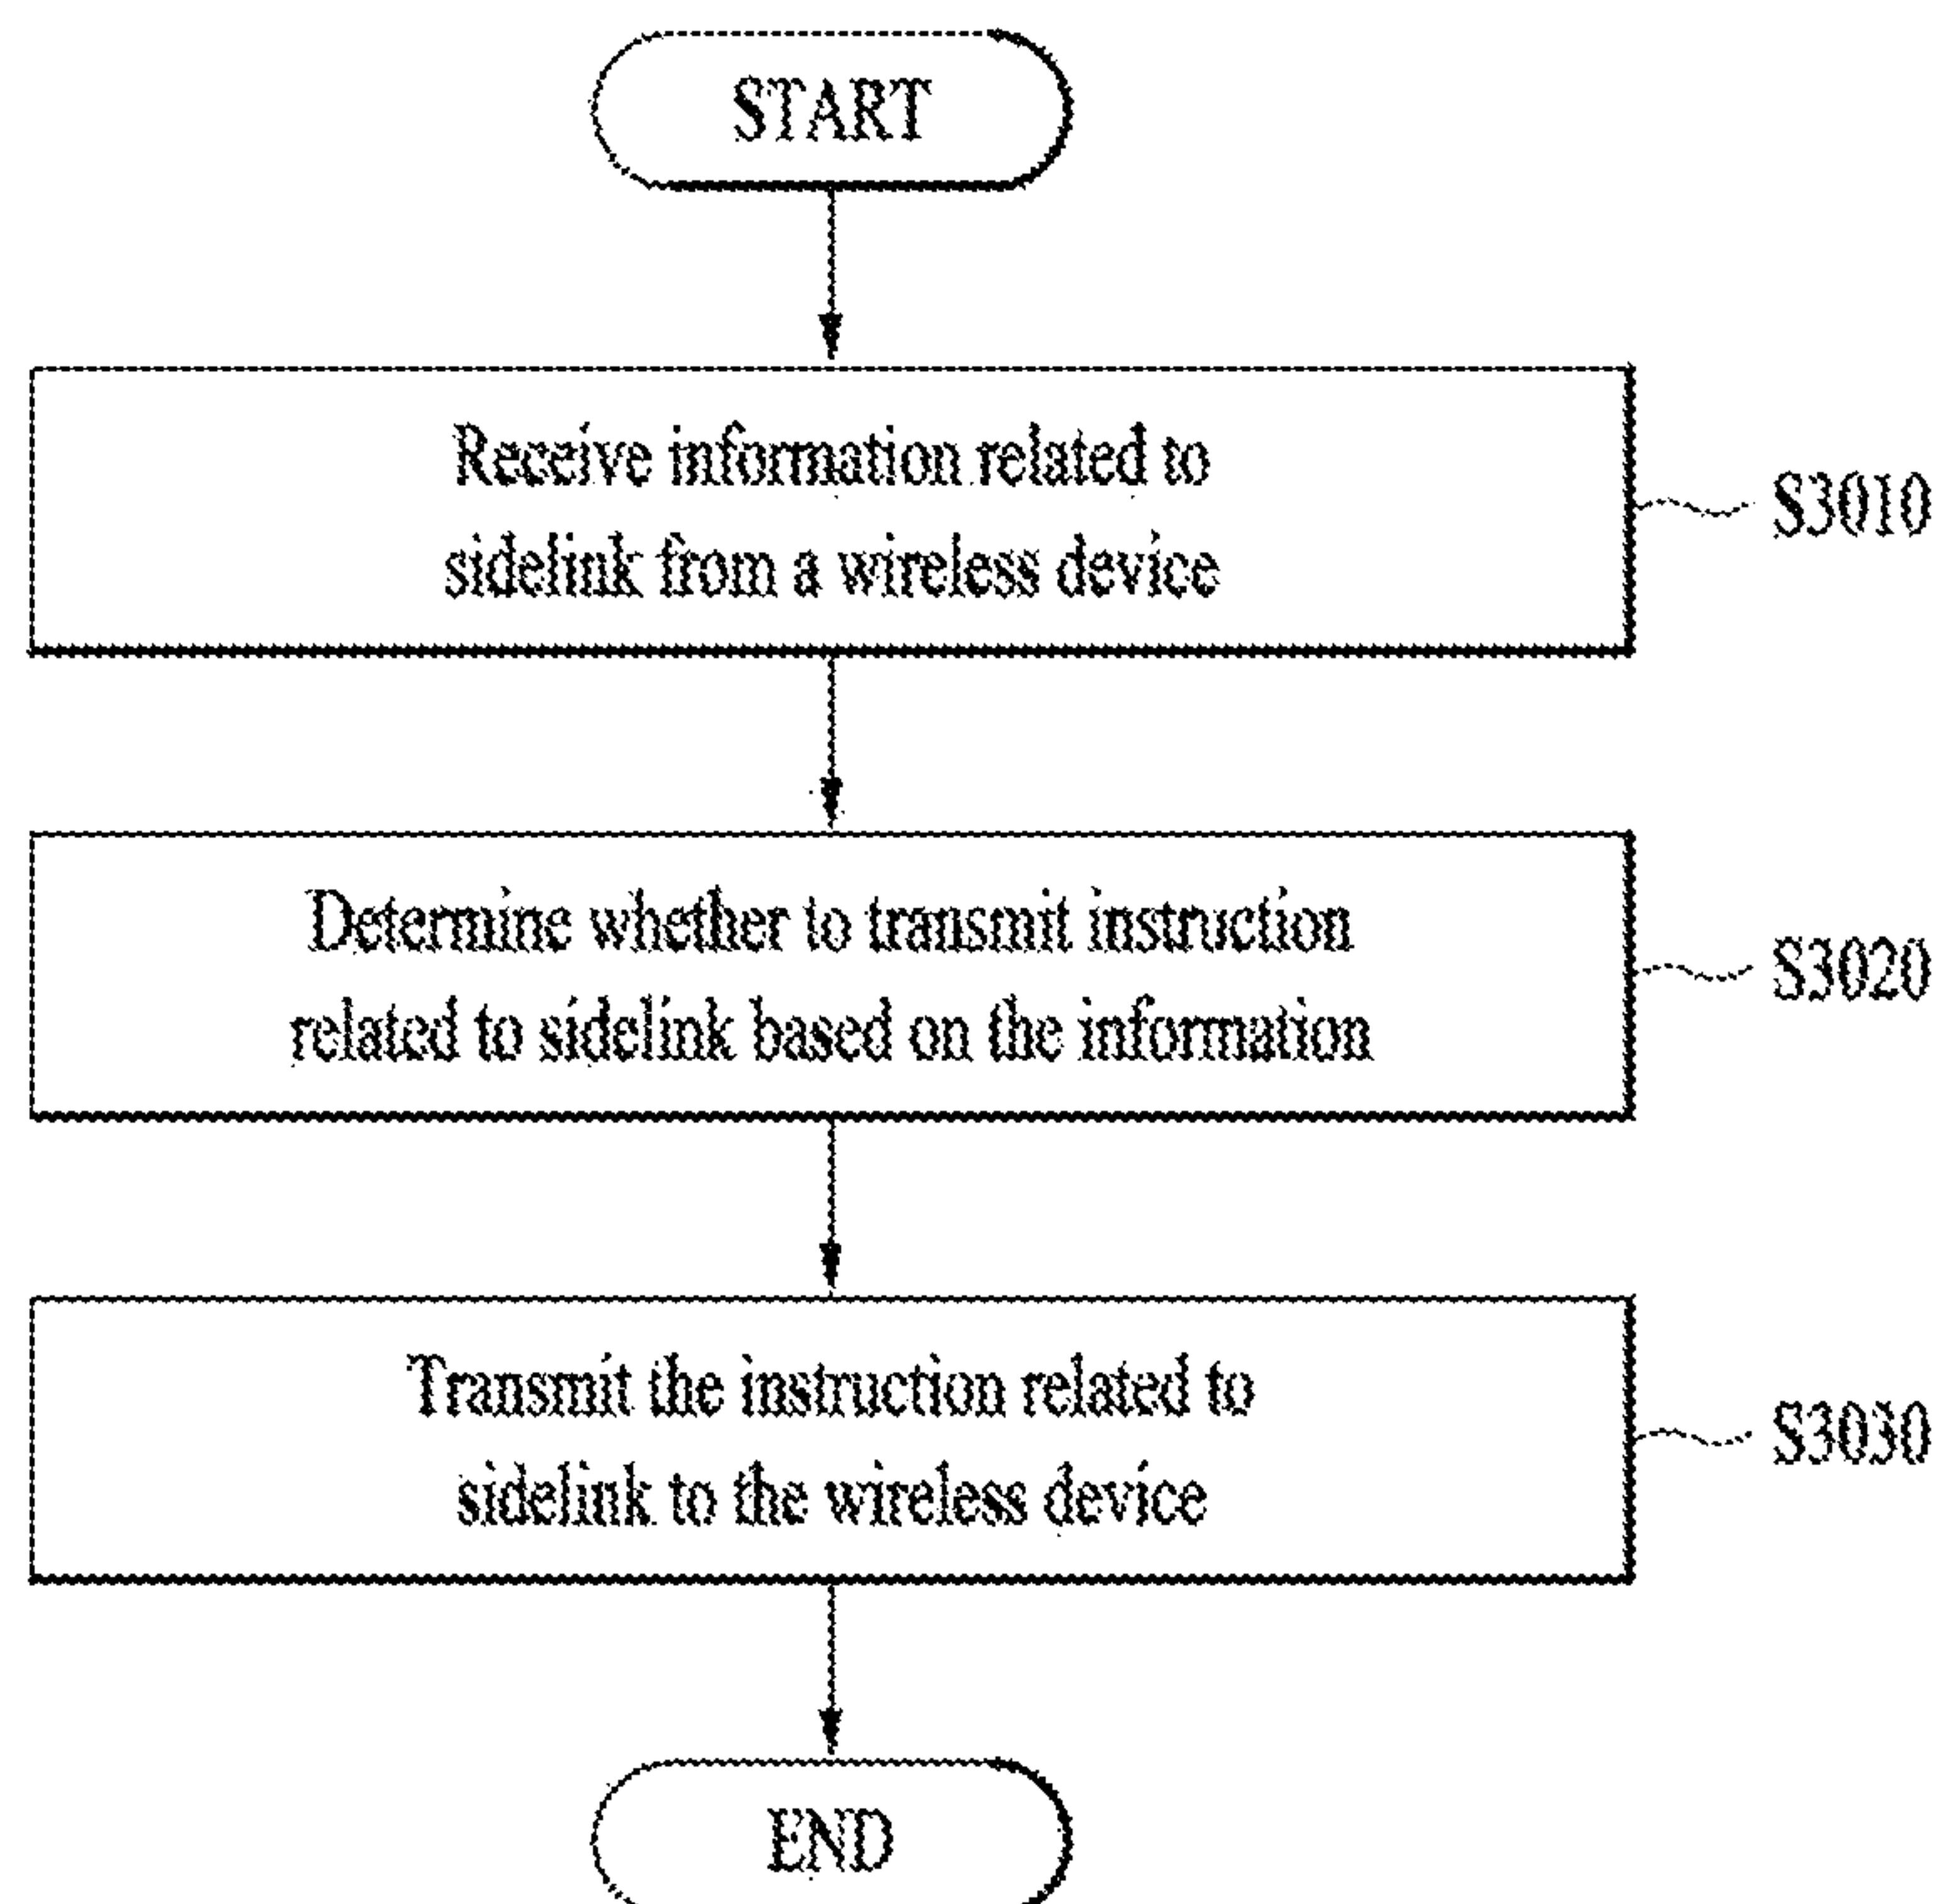 START
Receive information related to
sidelink from a wireless device
S3010
Determine whether to transmit instruction
related to sidelink based on the information
S3020
Transmit the instruction related to
sidelink to the wireless device
S3030
END